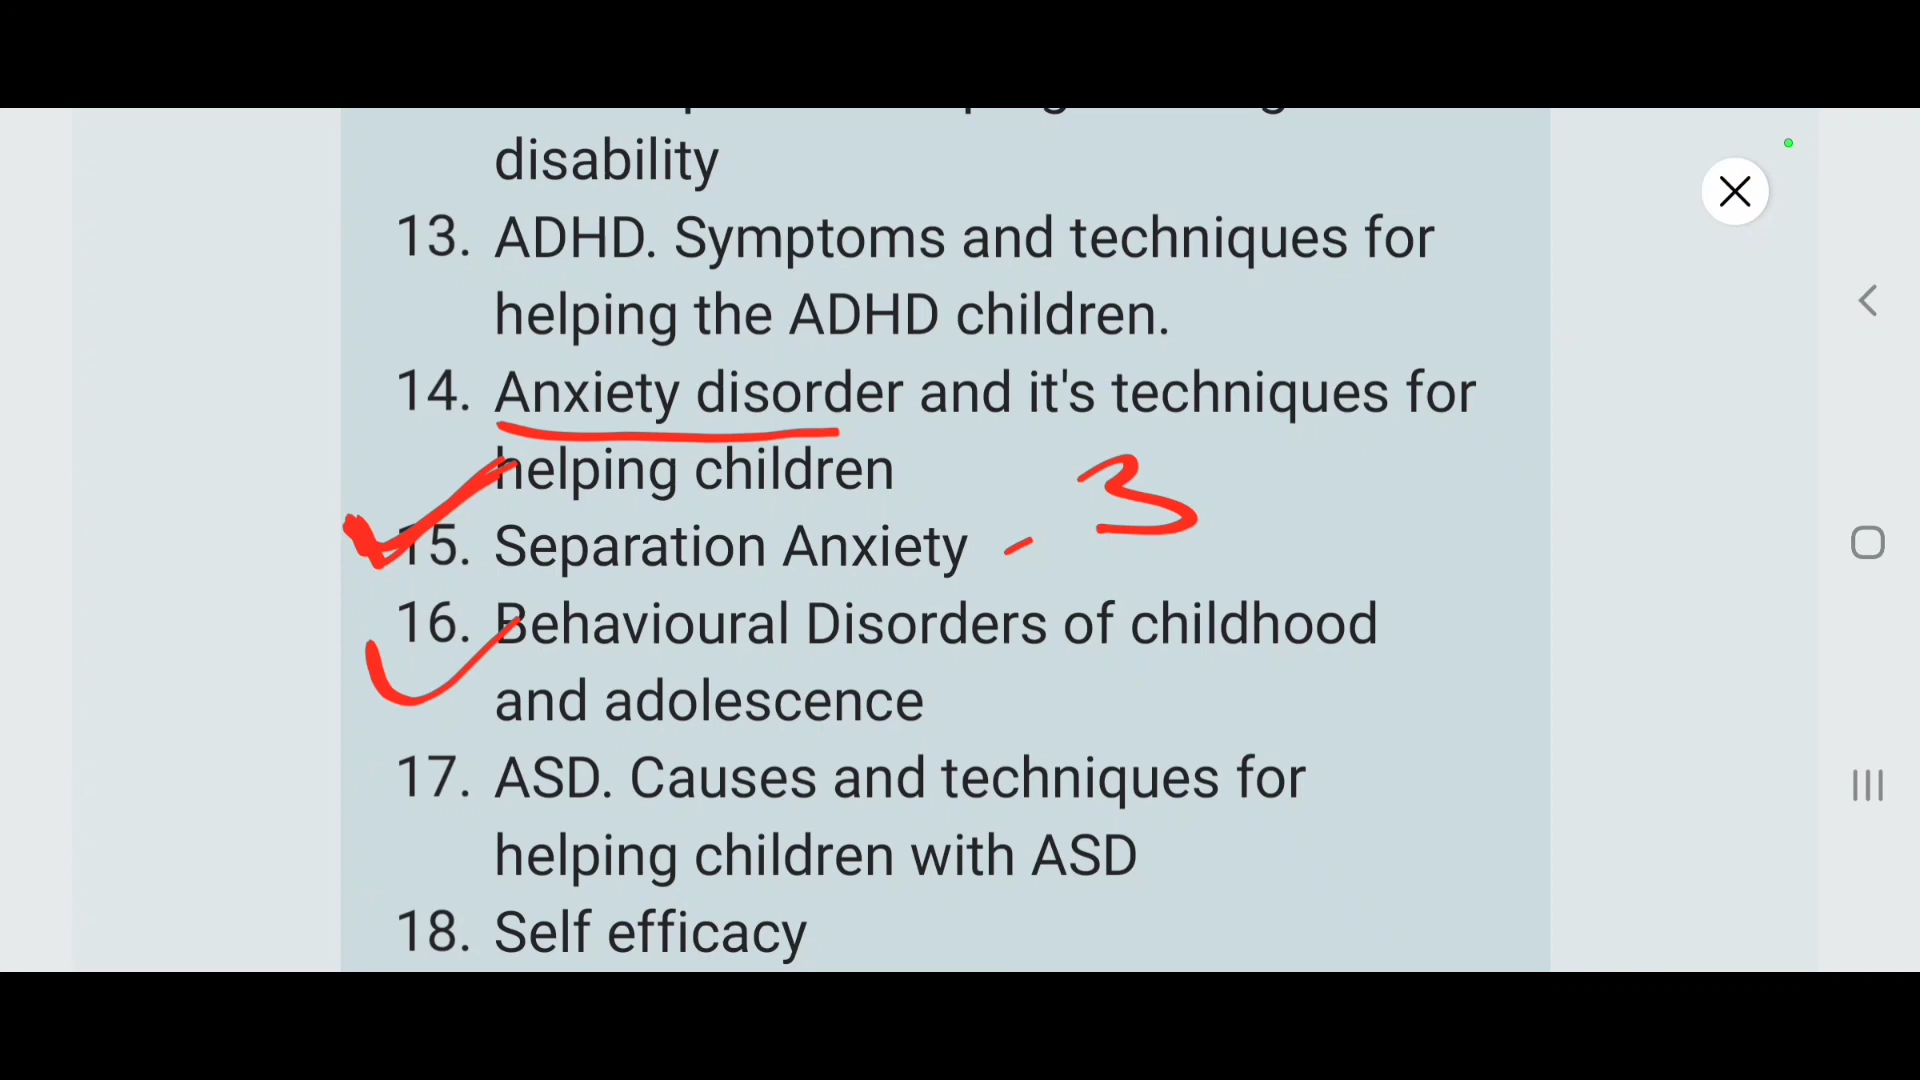 disability
13. ADHD. Symptoms and techniques for
helping the ADHD children.
14. Anxiety disorder and it's techniques for
helping children
15. Separation Anxiety - 3
16. Behavioural Disorders of childhood
and adolescence
17. ASD. Causes and techniques for
helping children with ASD
18. Self efficacy